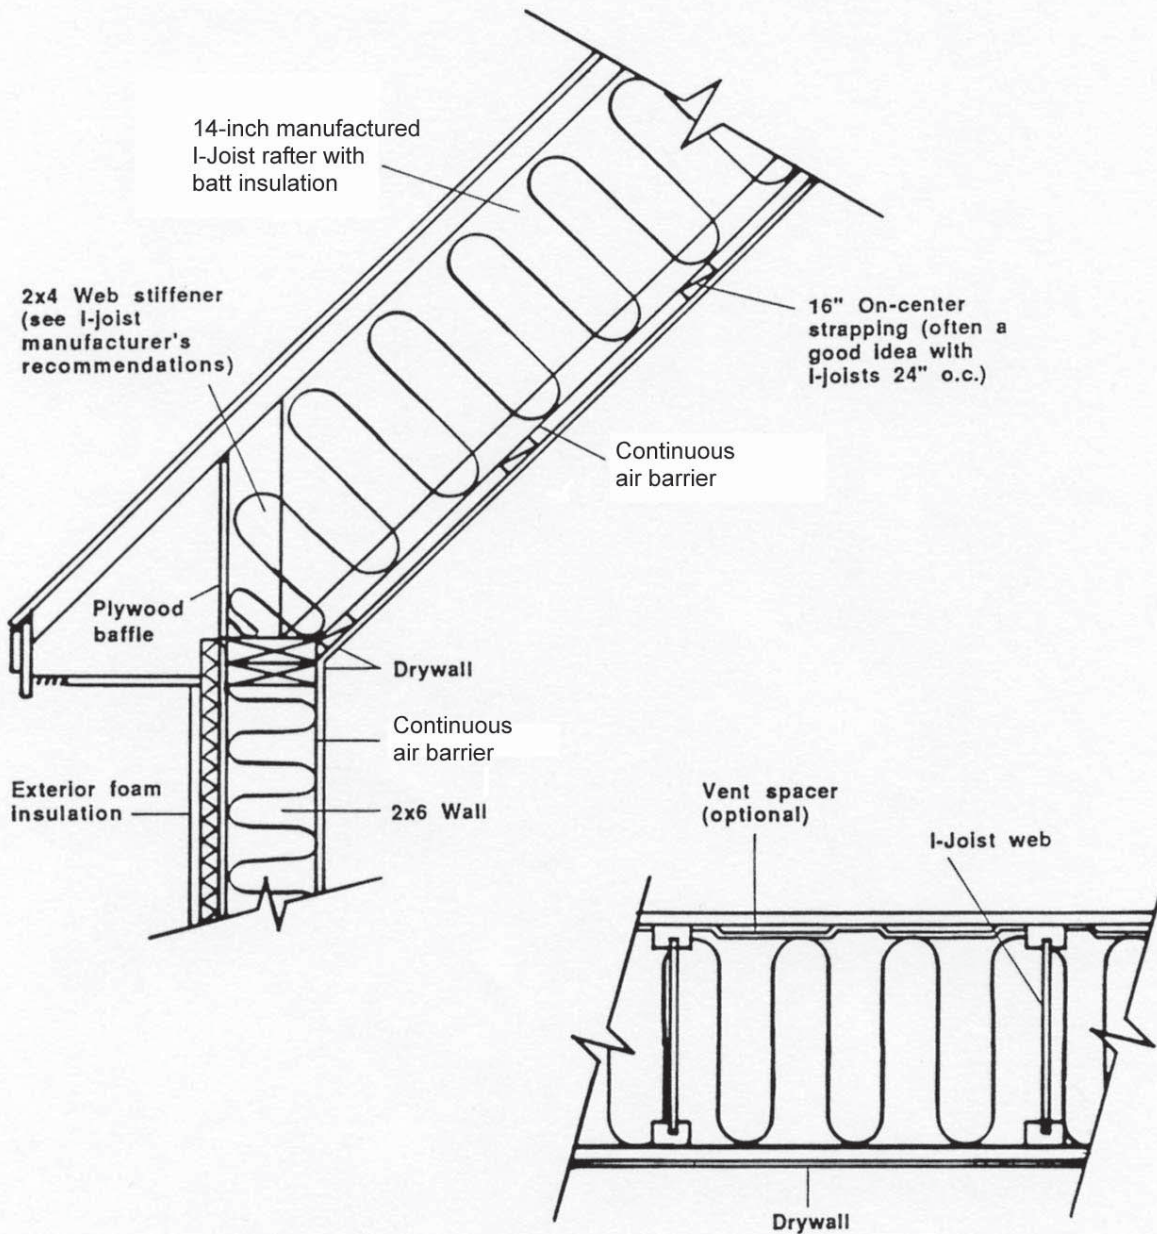 14-inch manufactured
I-Joist rafter with
batt insulation
2x4 Web stiffener
(see I-joist
manufacturer's
recommendations)
16" On-center
strapping (often a
good idea with
I-joists 24" o.c.)
Continuous
air barrier
Plywood
baffle
Drywall
Continuous
air barrier
Exterior foam
insulation
2x6 Wall
Vent spacer
(optional)
I-Joist web
Drywall